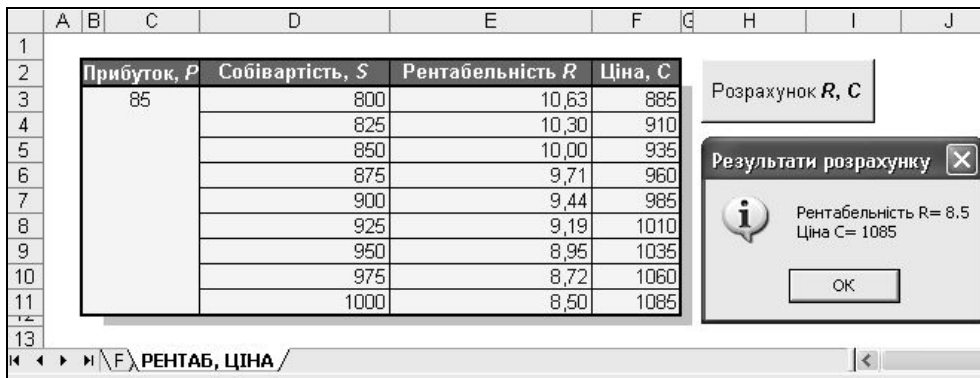 A B C D E F G H I J
1
2 Прибуток, P Собівартість, S Рентабельність R Ціна, C
3 85 800 10,63 885
4 825 10,30 910
5 850 10,00 935
6 875 9,71 960
7 900 9,44 985
8 925 9,19 1010
9 950 8,95 1035
10 975 8,72 1060
11 1000 8,50 1085
12
13
Розрахунок R, C
Результати розрахунку
Рентабельність R= 8.5
Ціна C= 1085
ОК
F РЕНТАБ, ЦІНА